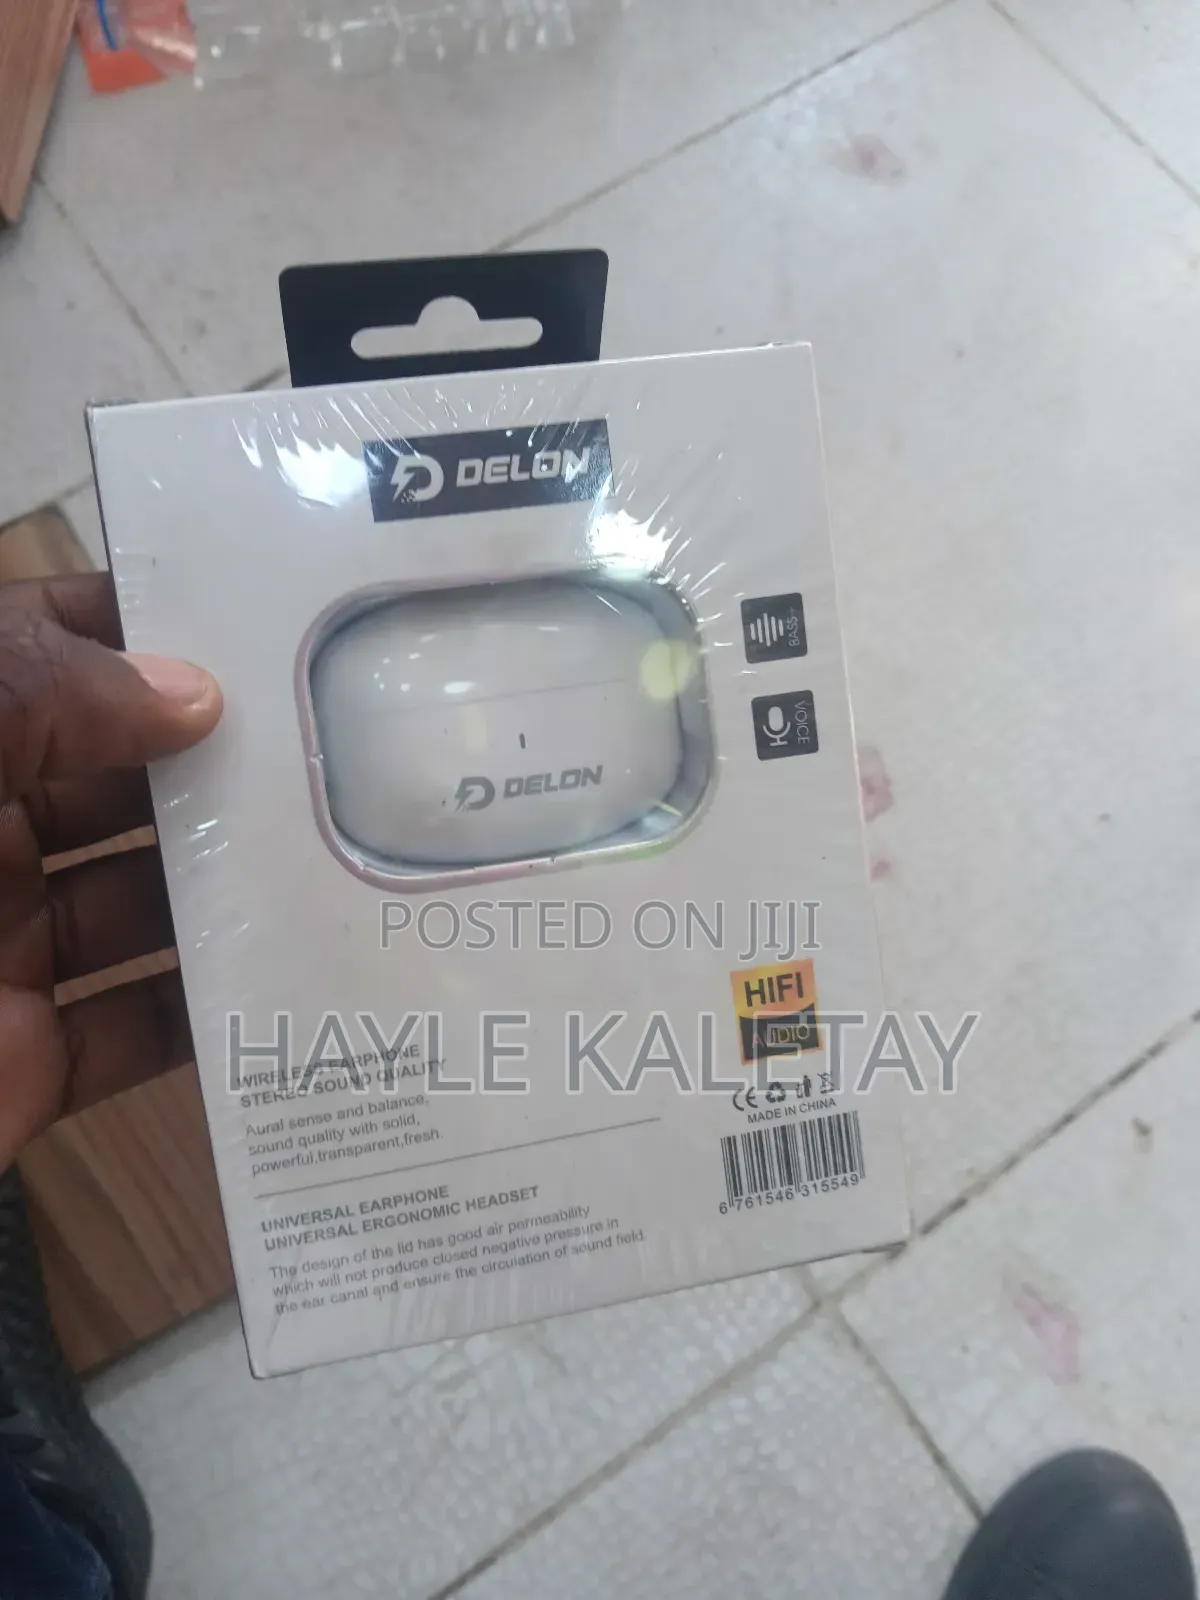 DELON
BASS+
VOICE
DELON
POSTED ON JIJI
HAYLE KALETAY
HIFI
AUDIO
WIRELESS EARPHONE
STEREO SOUND QUALITY
Aural sense and balance,
sound quality with solid,
powerful,transparent,fresh.
CE
MADE IN CHINA
6 761546 315549
UNIVERSAL EARPHONE
UNIVERSAL ERGONOMIC HEADSET
The design of the lid has good air permeability
which will not produce closed negative pressure in
the ear canal and ensure the circulation of sound field.